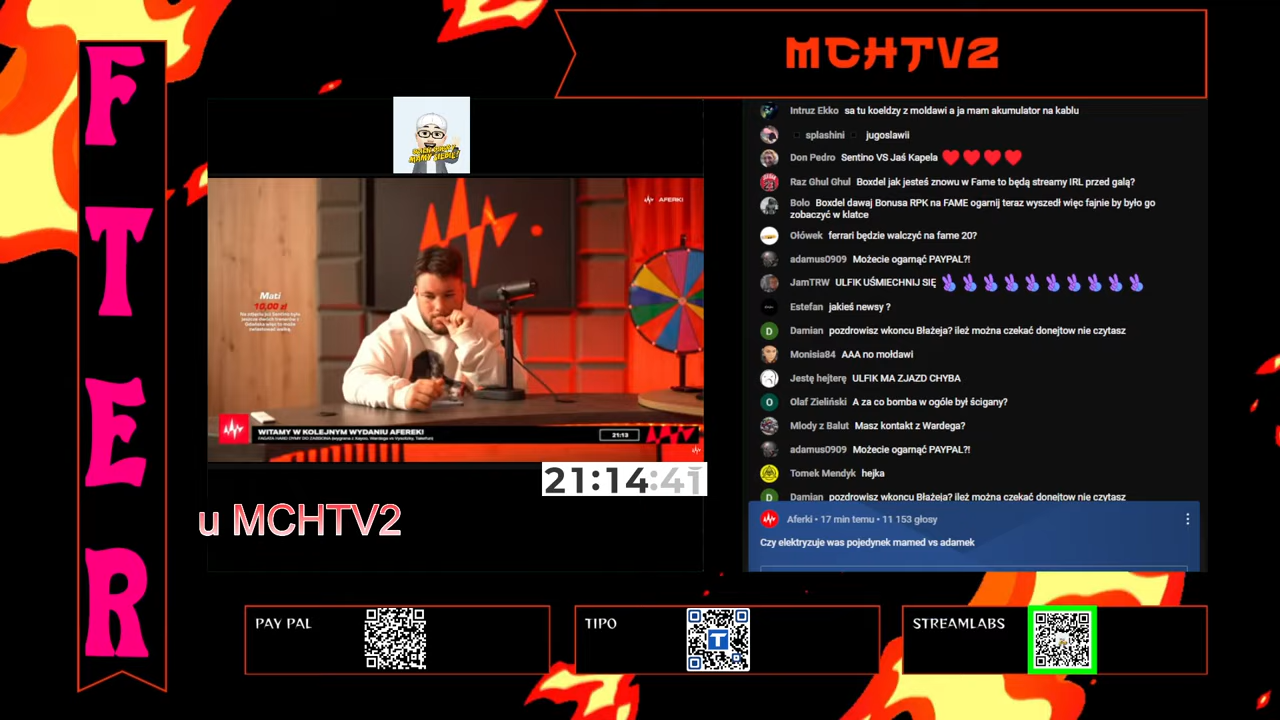 MCHTV2
F
T
E
R
MAMY CIEBIE!
AFERKI
Mati
10,00 zł
WITAMY W KOLEJNYM WYDANIU AFEREK!
21:13
21:14:41
u MCHTV2
Intruz Ekko sa tu koeldzy z moldawi a ja mam akumulator na kablu
splashini jugoslawii
Don Pedro Sentino VS Jaś Kapela ❤️❤️❤️❤️
Raz Ghul Ghul Boxdel jak jesteś znowu w Fame to będą streamy IRL przed galą?
Bolo Boxdel dawaj Bonusa RPK na FAME ogarnij teraz wyszedł więc fajnie by było go
zobaczyć w klatce
Ołówek ferrari będzie walczyć na fame 20?
adamus0909 Możecie ogarnąć PAYPAL?!
JamTRW ULFIK UŚMIECHNIJ SIĘ
Estefan jakieś newsy ?
D Damian pozdrowisz wkoncu Błażeja? ileż można czekać donejtow nie czytasz
Monisia84 AAA no mołdawi
Jestę hejterę ULFIK MA ZJAZD CHYBA
O Olaf Zieliński A za co bomba w ogóle był ścigany?
Mlody z Balut Masz kontakt z Wardega?
adamus0909 Możecie ogarnąć PAYPAL?!
Tomek Mendyk hejka
D Damian pozdrowisz wkoncu Błażeja? ileż można czekać donejtow nie czytasz
Aferki • 17 min temu • 11 153 głosy
Czy elektryzuje was pojedynek mamed vs adamek
PAY PAL
TIPO
T
STREAMLABS